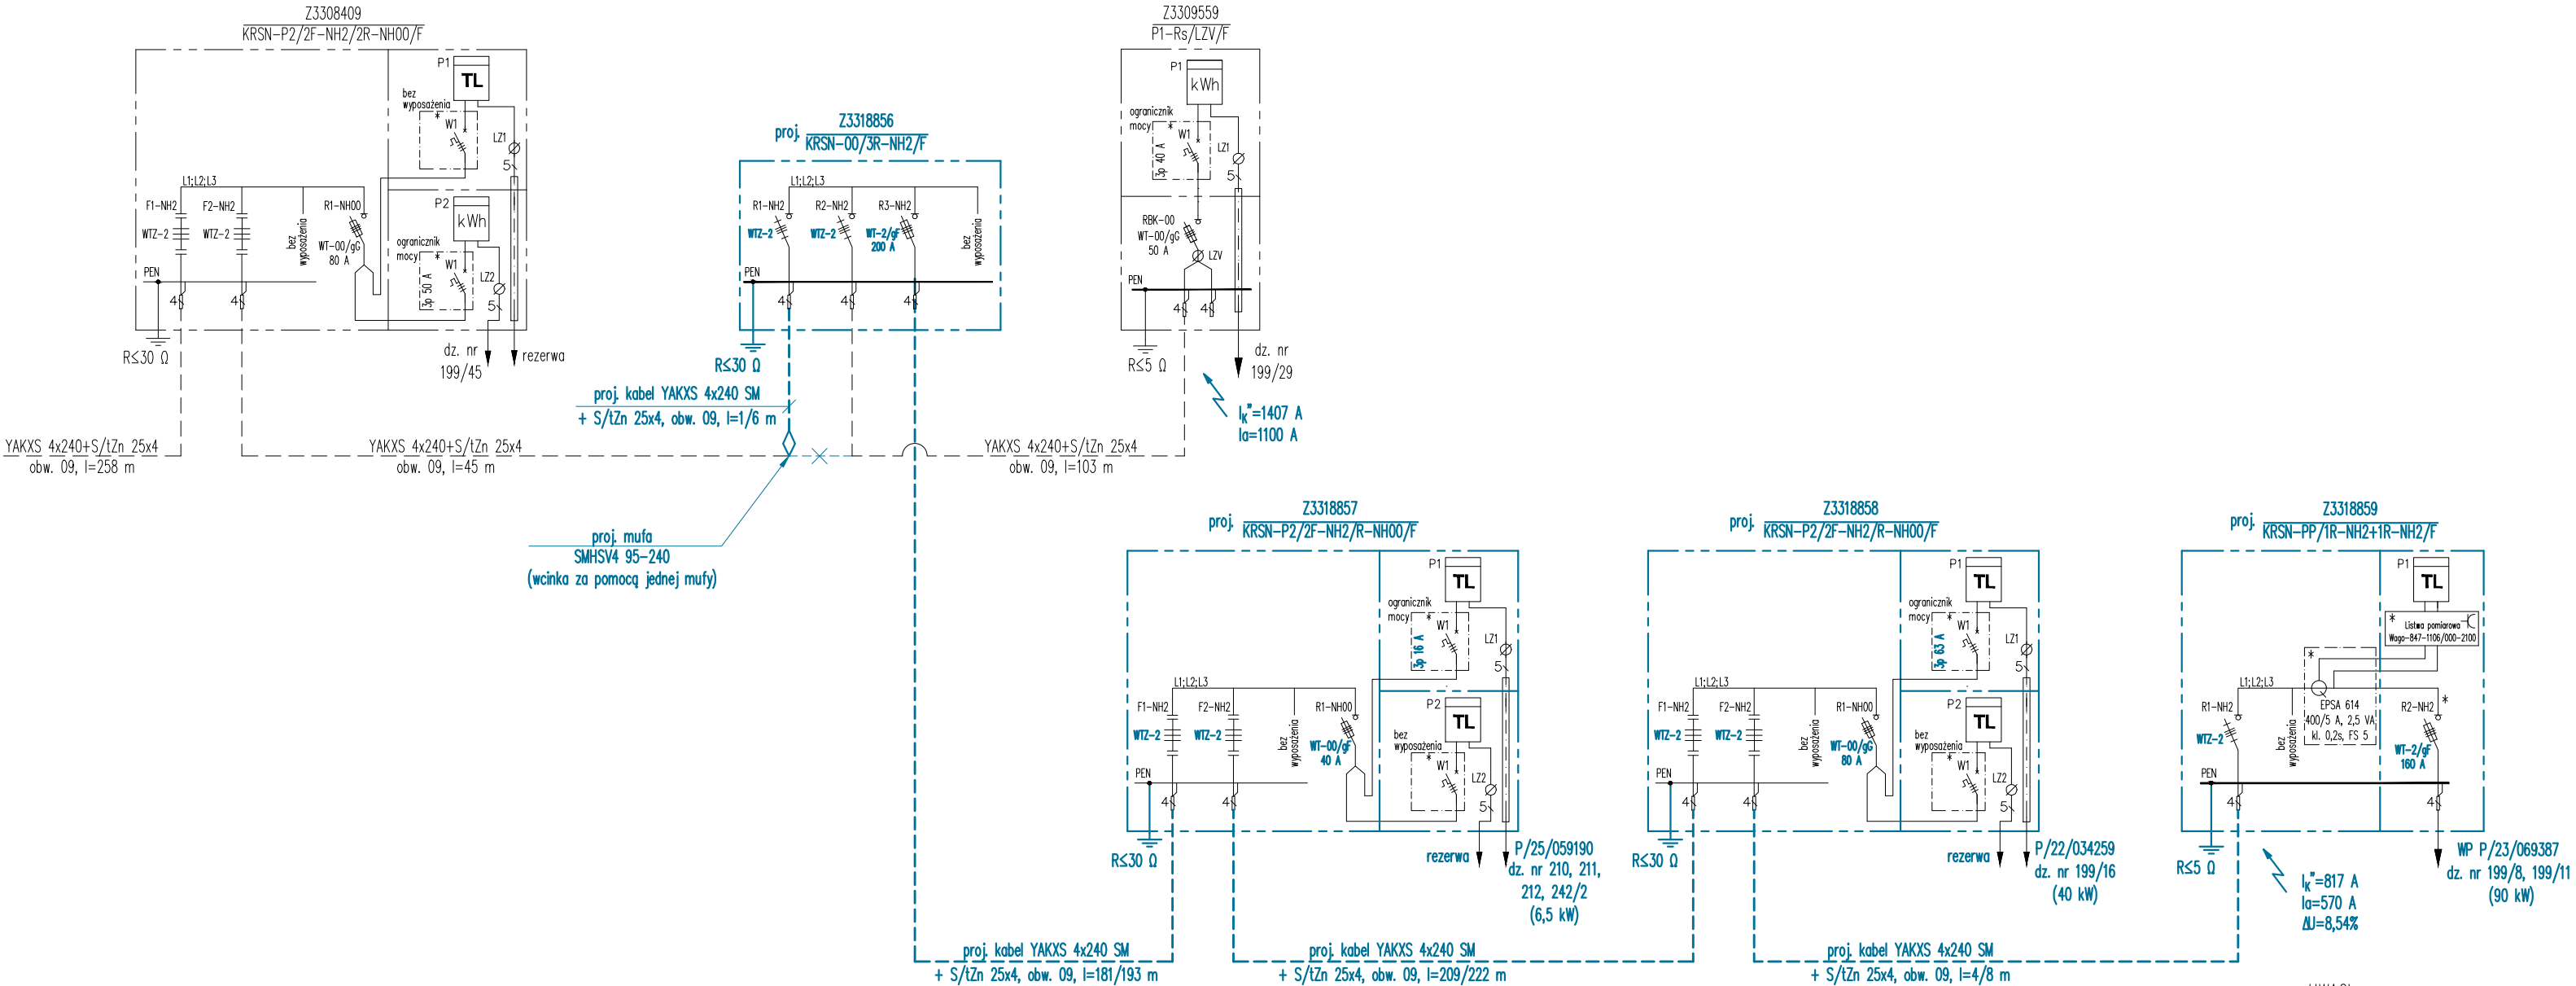 Z3308409
KRSN-P2/2F-NH2/2R-NH00/F
P1
TL
bez
wyposażenia
*
W1
LZ1
5
L1;L2;L3
F1-NH2
F2-NH2
R1-NH00
WTZ-2
WTZ-2
bez
wyposażenia
WT-00/gG
80 A
P2
kWh
ogranicznik
mocy
*
W1
3p 50 A
LZ2
5
PEN
4
4
R≤30 Ω
dz. nr
199/45
rezerwa
YAKXS 4x240+S/tZn 25x4
obw. 09, l=258 m
YAKXS 4x240+S/tZn 25x4
obw. 09, l=45 m
proj.
Z3318856
KRSN-00/3R-NH2/F
L1;L2;L3
R1-NH2
R2-NH2
R3-NH2
WTZ-2
WTZ-2
WT-2/gF
200 A
bez
wyposażenia
PEN
4
4
4
R≤30 Ω
proj. kabel YAKXS 4x240 SM
+ S/tZn 25x4, obw. 09, l=1/6 m
proj. mufa
SMHSV4 95-240
(wcinka za pomocą jednej mufy)
YAKXS 4x240+S/tZn 25x4
obw. 09, l=103 m
Z3309559
P1-Rs/LZV/F
P1
kWh
ogranicznik
mocy
*
W1
3p 40 A
LZ1
5
RBK-00
WT-00/gG
50 A
LZV
PEN
4
4
R≤5 Ω
dz. nr
199/29
Ik"=1407 A
Ia=1100 A
proj.
Z3318857
KRSN-P2/2F-NH2/R-NH00/F
P1
TL
ogranicznik
mocy
*
W1
3p 16 A
LZ1
5
L1;L2;L3
F1-NH2
F2-NH2
R1-NH00
WTZ-2
WTZ-2
bez
wyposażenia
WT-00/gF
40 A
P2
TL
bez
wyposażenia
*
W1
LZ2
5
PEN
4
4
R≤30 Ω
rezerwa
P/25/059190
dz. nr 210, 211,
212, 242/2
(6,5 kW)
proj.
Z3318858
KRSN-P2/2F-NH2/R-NH00/F
P1
TL
ogranicznik
mocy
*
W1
3p 63 A
LZ1
5
L1;L2;L3
F1-NH2
F2-NH2
R1-NH00
WTZ-2
WTZ-2
bez
wyposażenia
WT-00/gG
80 A
P2
TL
bez
wyposażenia
*
W1
LZ2
5
PEN
4
4
R≤30 Ω
rezerwa
P/22/034259
dz. nr 199/16
(40 kW)
proj.
Z3318859
KRSN-PP/1R-NH2+1R-NH2/F
P1
TL
*
Listwa pomiarowa
Wago-847-1106/000-2100
*
L1;L2;L3
EPSA 614
400/5 A, 2,5 VA
kl. 0,2s, FS 5
R1-NH2
WTZ-2
bez
wyposażenia
R2-NH2
*
WT-2/gF
160 A
PEN
4
4
R≤5 Ω
Ik"=817 A
Ia=570 A
ΔU=8,54%
WP P/23/069387
dz. nr 199/8, 199/11
(90 kW)
proj. kabel YAKXS 4x240 SM
+ S/tZn 25x4, obw. 09, l=181/193 m
proj. kabel YAKXS 4x240 SM
+ S/tZn 25x4, obw. 09, l=209/222 m
proj. kabel YAKXS 4x240 SM
+ S/tZn 25x4, obw. 09, l=4/8 m